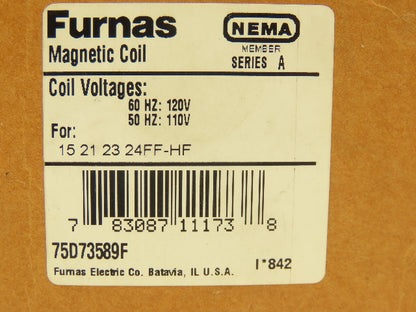 Furnas
NEMA
MEMBER
Magnetic Coil
SERIES A
Coil Voltages:
60 HZ: 120V
50 HZ: 110V
For:
15 21 23 24FF-HF
7 83087 11173 8
75D73589F
Furnas Electric Co. Batavia, IL U.S.A.
I*842